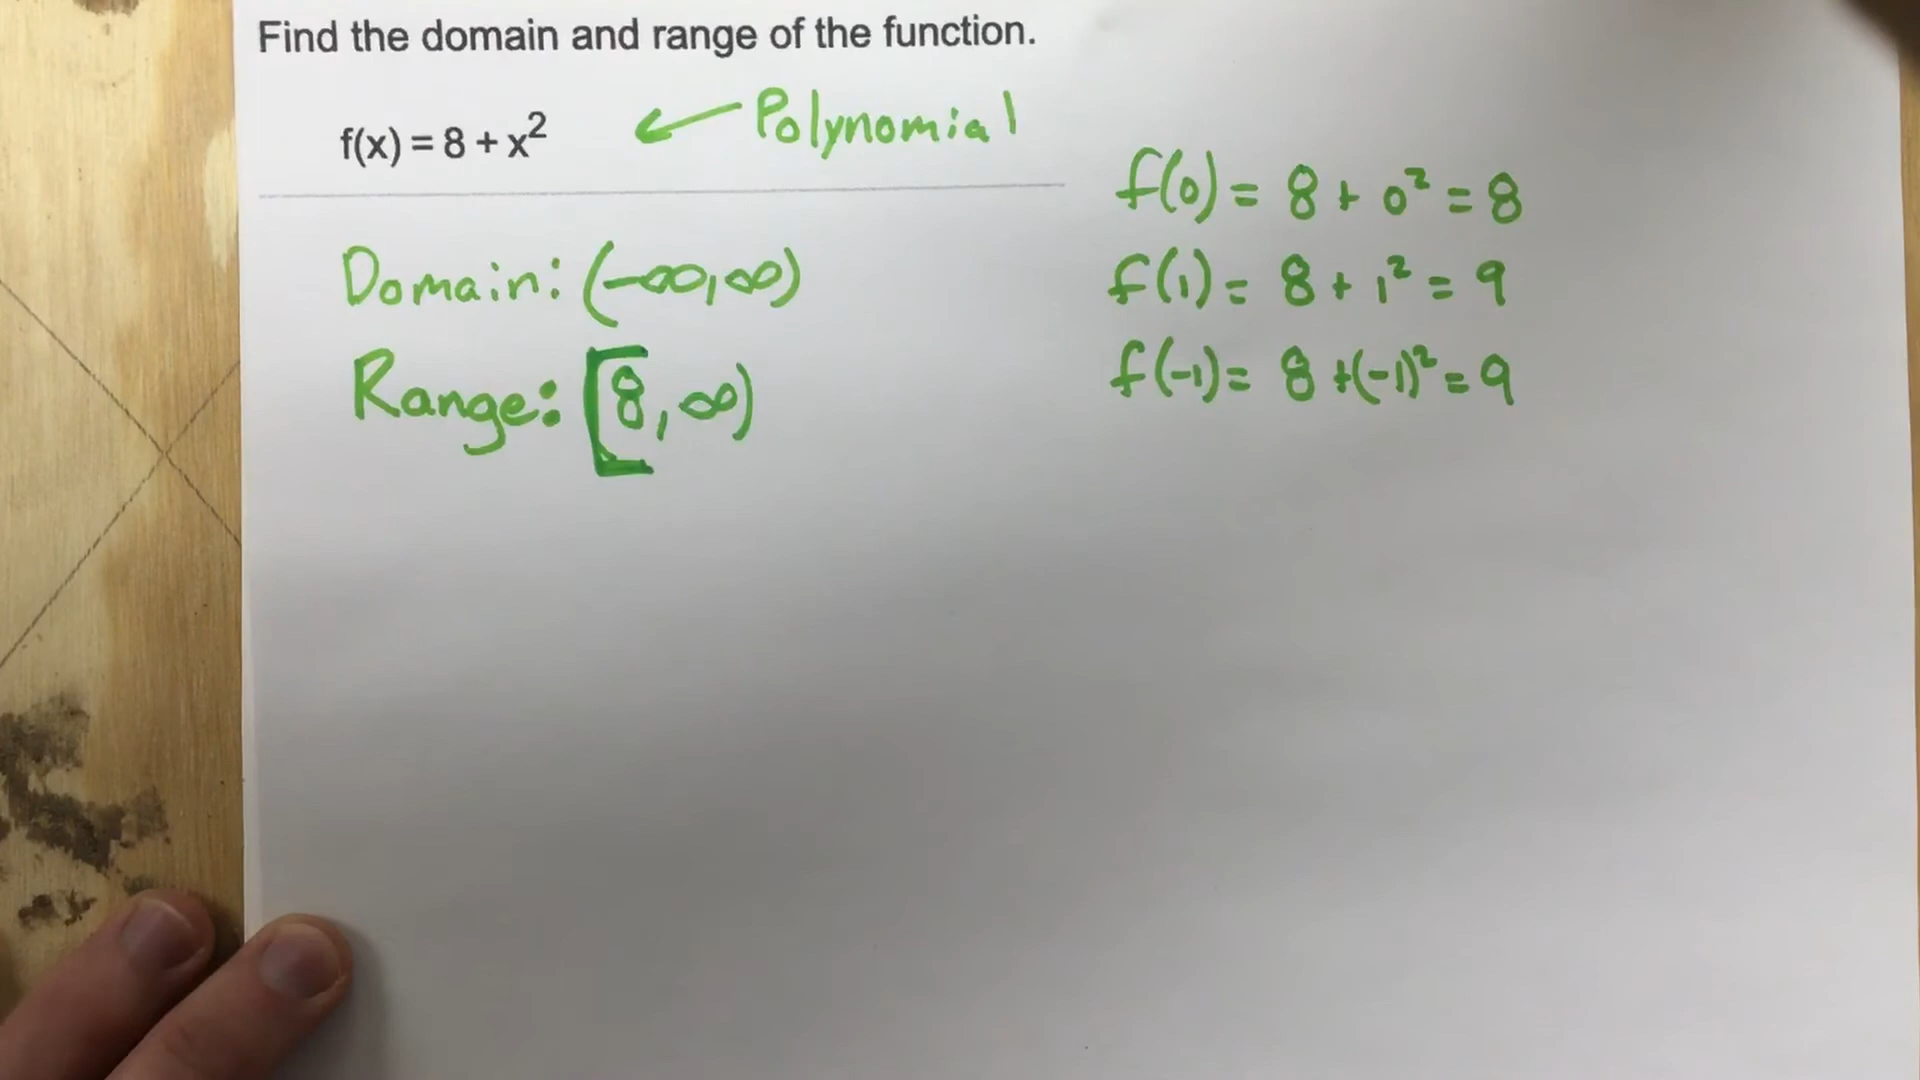 Find the domain and range of the function.
f(x) = 8 + x² ← Polynomial
Domain: (-∞,∞)
Range: [8, ∞)
f(0) = 8 + 0² = 8
f(1) = 8 + 1² = 9
f(-1) = 8 + (-1)² = 9